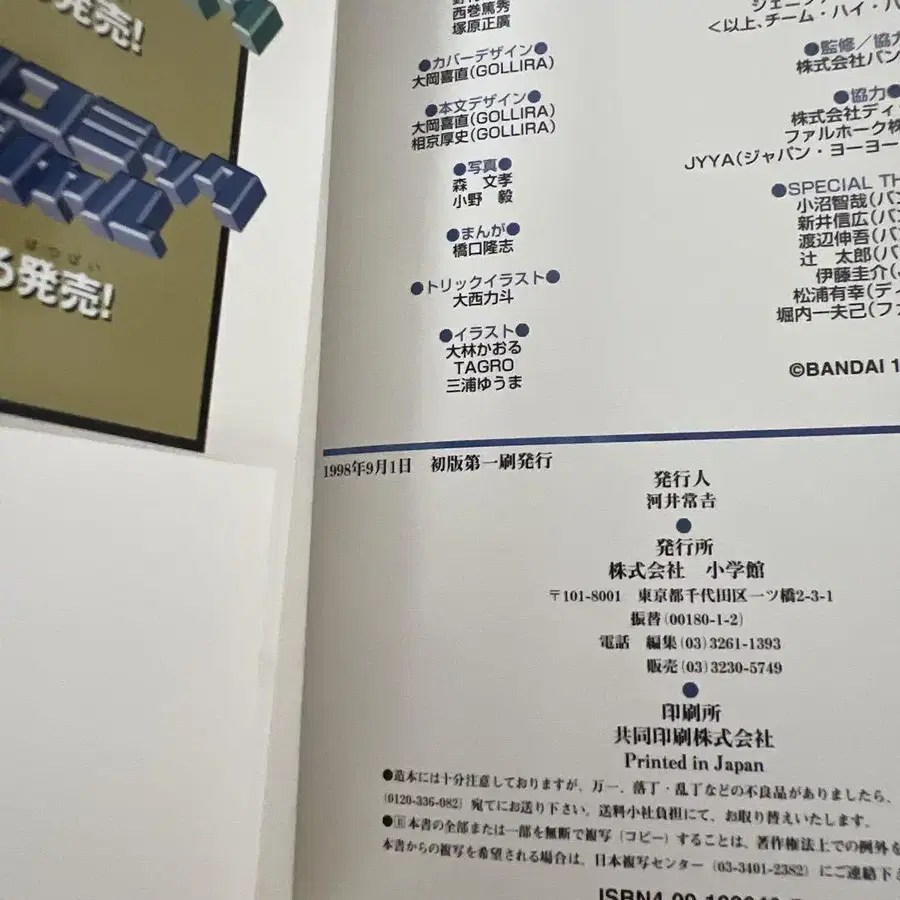 発売!
コミック
ぱつばい
る発売!
西巻篤秀
塚原正廣
●カバーデザイン●
大岡喜直(GOLLIRA)
●本文デザイン●
大岡喜直(GOLLIRA)
相京厚史(GOLLIRA)
●写真●
森 文孝
小野 毅
●まんが●
橋口隆志
●トリックイラスト●
大西力斗
●イラスト●
大林かおる
TAGRO
三浦ゆうま
<以上、チーム・ハイ・パ
●監修/協力
株式会社バン
●協力●
株式会社ディ
ファルホーク株
JYYA(ジャパン・ヨーヨー
●SPECIAL TH
小沼智哉(バン
新井信広(バン
渡辺伸吾(バ
辻 太郎(バ
伊藤圭介(
松浦有幸(デ
堀内一夫己(フ
©BANDAI 1
1998年9月1日 初版第一刷発行
発行人
河井常吉
●
発行所
株式会社 小学館
〒101-8001 東京都千代田区一ツ橋2-3-1
振替(00180-1-2)
電話 編集(03)3261-1393
販売(03)3230-5749
●
印刷所
共同印刷株式会社
Printed in Japan
●造本には十分注意しておりますが、万一、落丁・乱丁などの不良品がありましたら、
(0120-336-082)宛てにお送り下さい。送料小社負担にて、お取り替えいたします。
●Ⓡ本書の全部または一部を無断で複写(コピー)することは、著作権法上での例外を
本書からの複写を希望される場合は、日本複写センター(03-3401-2382)にご連絡下さ
ISBN4-09-